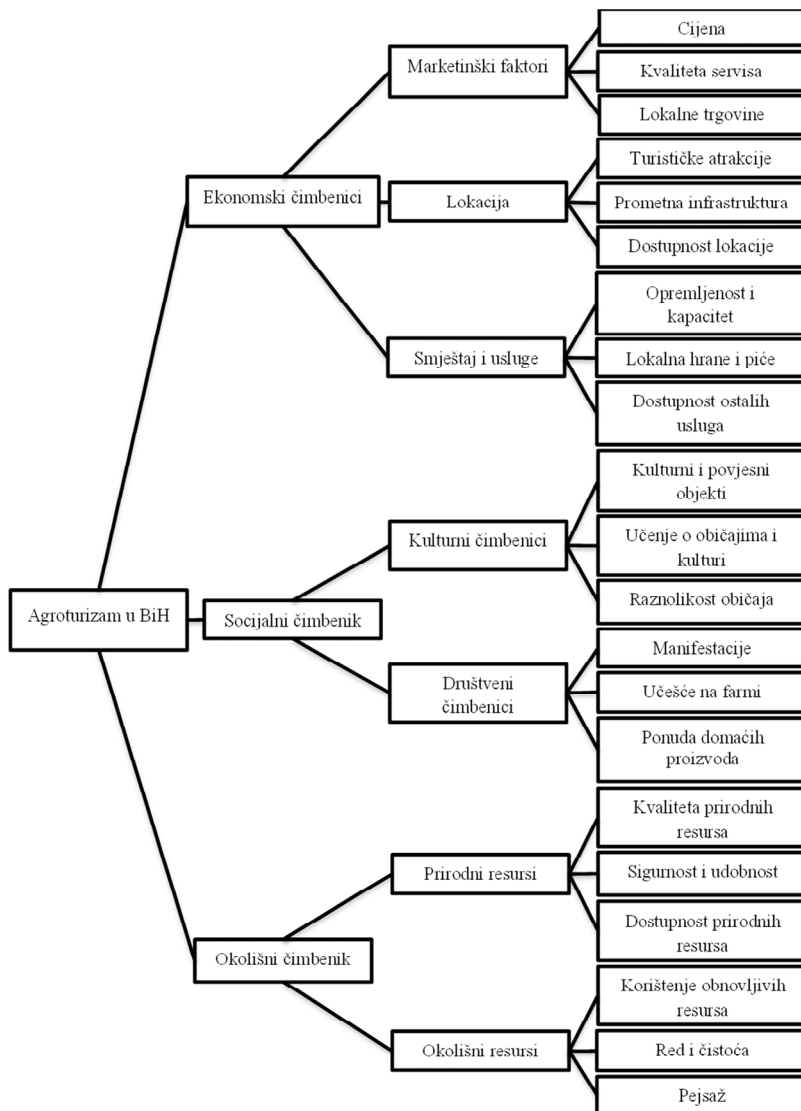 Cijena
Marketinški faktori
Kvaliteta servisa
Lokalne trgovine
Turističke atrakcije
Ekonomski čimbenici
Lokacija
Prometna infrastruktura
Dostupnost lokacije
Opremljenost i
kapacitet
Smještaj i usluge
Lokalna hrane i piće
Dostupnost ostalih
usluga
Kulturni i povjesni
objekti
Kulturni čimbenici
Učenje o običajima i
kulturi
Raznolikost običaja
Agroturizam u BiH
Socijalni čimbenik
Manifestacije
Društveni
čimbenici
Učešće na farmi
Ponuda domaćih
proizvoda
Kvaliteta prirodnih
resursa
Prirodni resursi
Sigurnost i udobnost
Dostupnost prirodnih
resursa
Okolišni čimbenik
Korištenje obnovljivih
resursa
Okolišni resursi
Red i čistoća
Pejsaž